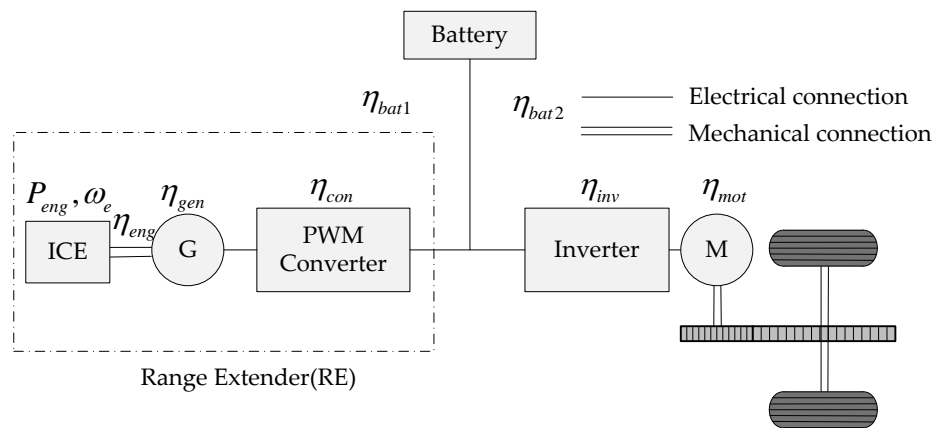 Battery
η_bat1
η_bat2
Electrical connection
Mechanical connection
P_eng, ω_e
η_eng
η_gen
η_con
η_inv
η_mot
ICE
G
PWM
Converter
Inverter
M
Range Extender(RE)